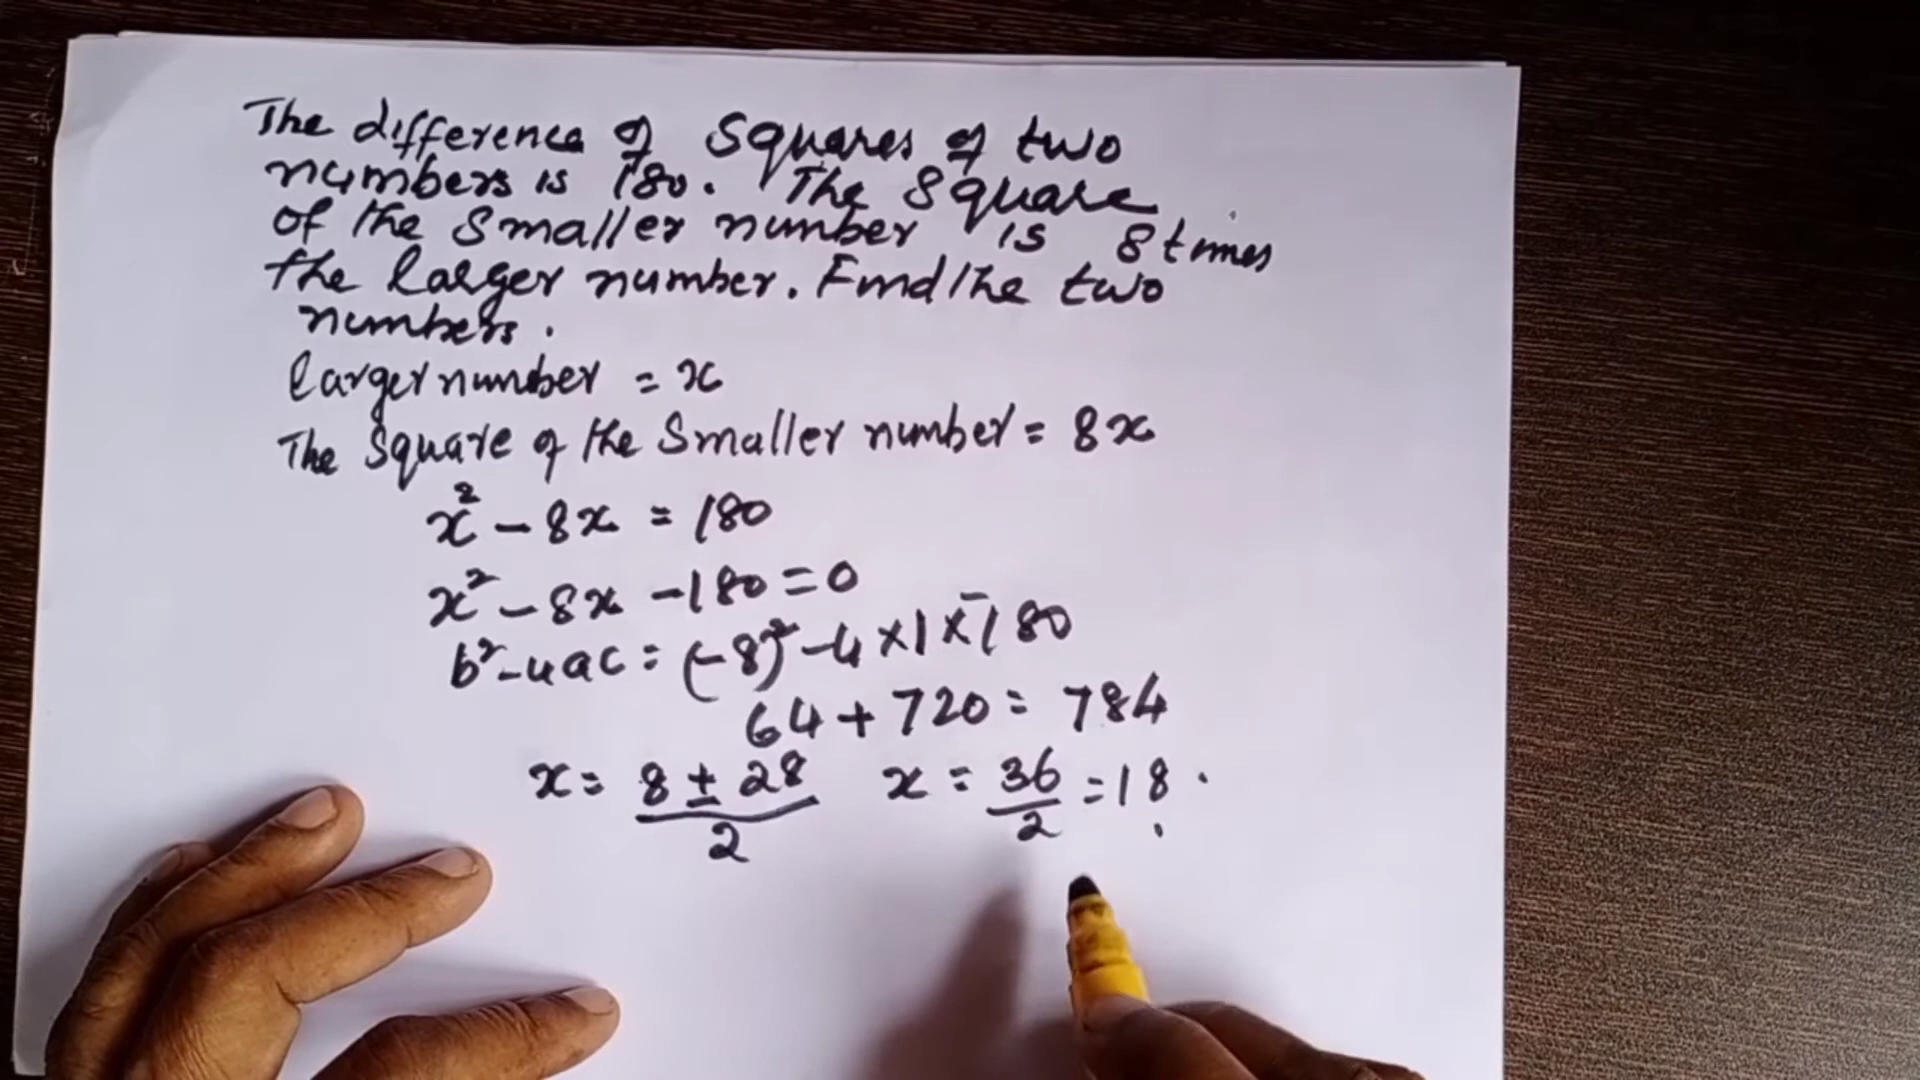 The difference of squares of two
numbers is 180. The square
of the smaller number is 8 times
the larger number. Find the two
numbers.
larger number = x
The square of the smaller number = 8x
x² - 8x = 180
x² - 8x - 180 = 0
b² - 4ac = (-8)² - 4 × 1 × -180
64 + 720 = 784
x = 8 ± 28 / 2 x = 36 / 2 = 18.